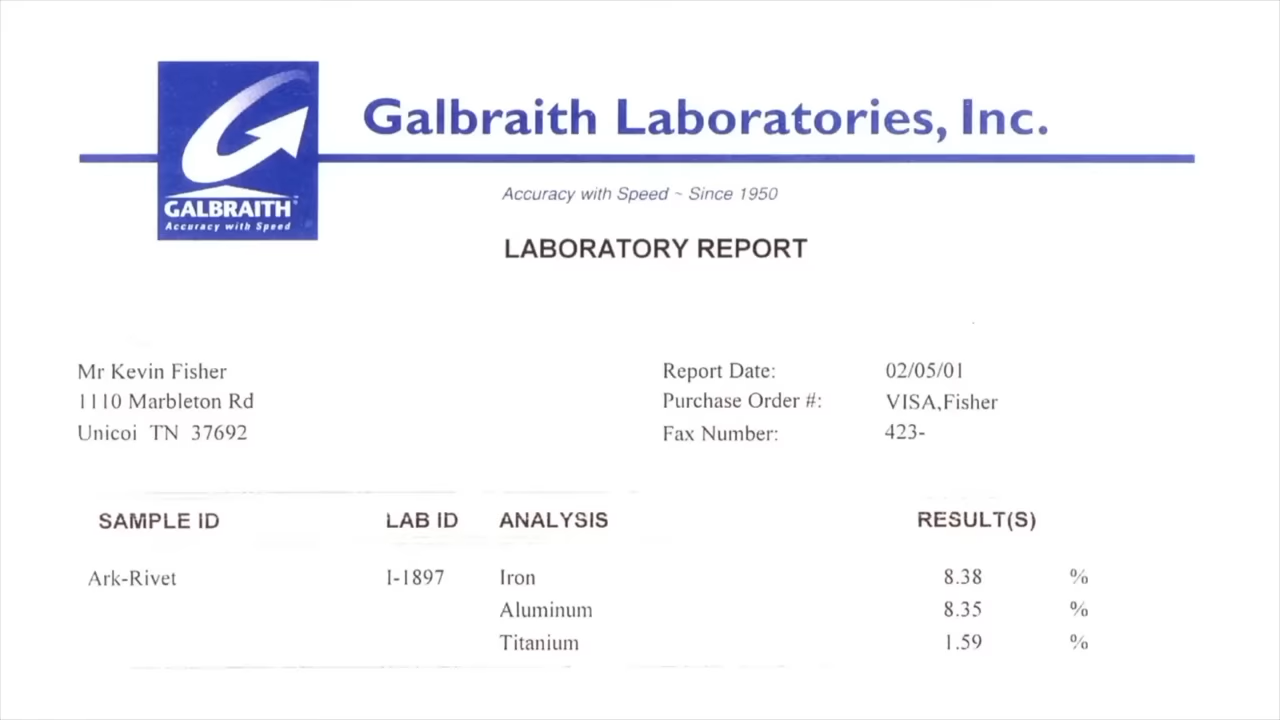 Galbraith Laboratories, Inc.
GALBRAITH™
Accuracy with Speed
Accuracy with Speed ~ Since 1950
LABORATORY REPORT
Mr Kevin Fisher
1110 Marbleton Rd
Unicoi TN 37692
Report Date: 02/05/01
Purchase Order #: VISA,Fisher
Fax Number: 423-
SAMPLE ID LAB ID ANALYSIS RESULT(S)
Ark-Rivet I-1897 Iron 8.38 %
Aluminum 8.35 %
Titanium 1.59 %